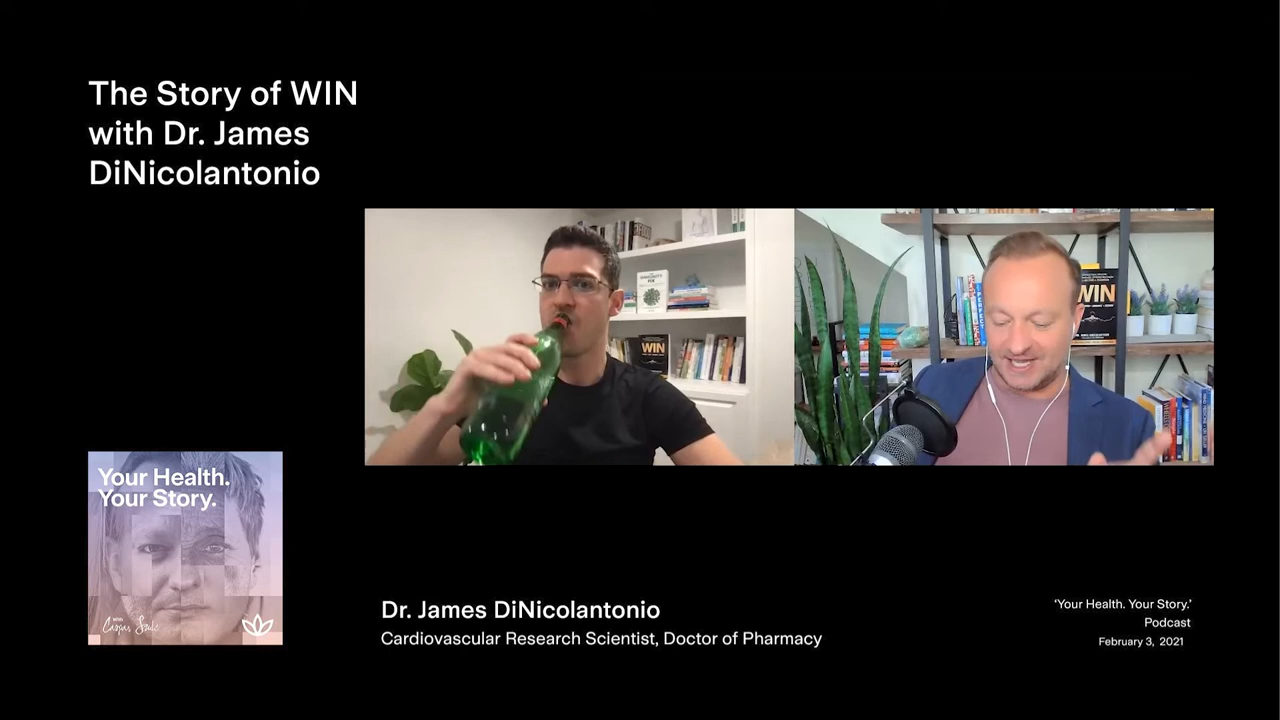 The Story of WIN
with Dr. James
DiNicolantonio
WIN
WIN
Your Health.
Your Story.
WITH
Dr. James DiNicolantonio
Cardiovascular Research Scientist, Doctor of Pharmacy
'Your Health. Your Story.'
Podcast
February 3, 2021